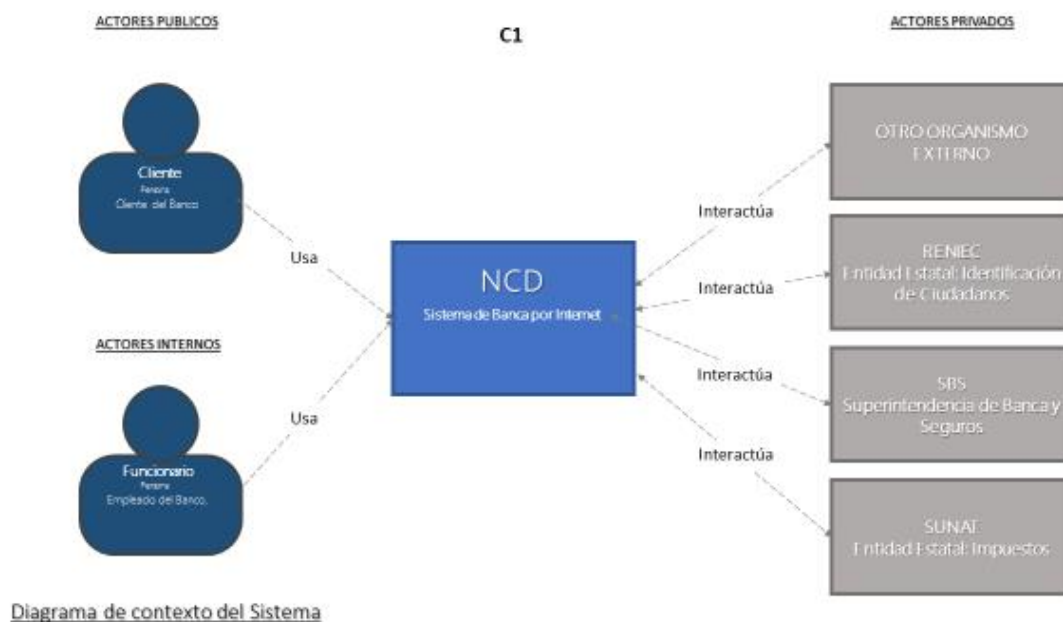 ACTORES PUBLICOS
C1
ACTORES PRIVADOS
Cliente
Persona
Cliente del Banco
Usa
ACTORES INTERNOS
Funcionario
Persona
Empleado del Banco.
Usa
NCD
Sistema de Banca por Internet
Interactúa
Interactúa
Interactúa
Interactúa
OTRO ORGANISMO
EXTERNO
RENIEC
Entidad Estatal: Identificación
de Ciudadanos
SBS
Superintendencia de Banca y
Seguros
SUNAT
Entidad Estatal: Impuestos
Diagrama de contexto del Sistema